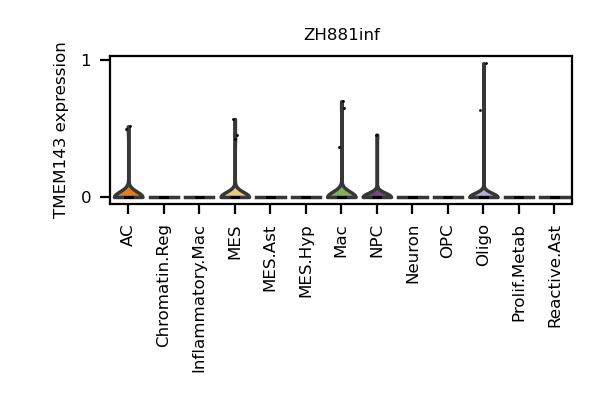 ZH881inf
TMEM143 expression
1
0
AC
Chromatin.Reg
Inflammatory.Mac
MES
MES.Ast
MES.Hyp
Mac
NPC
Neuron
OPC
Oligo
Prolif.Metab
Reactive.Ast